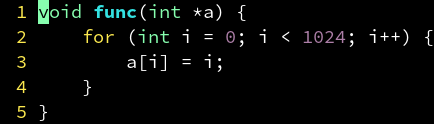 1 void func(int *a) {
2     for (int i = 0; i < 1024; i++) {
3         a[i] = i;
4     }
5 }